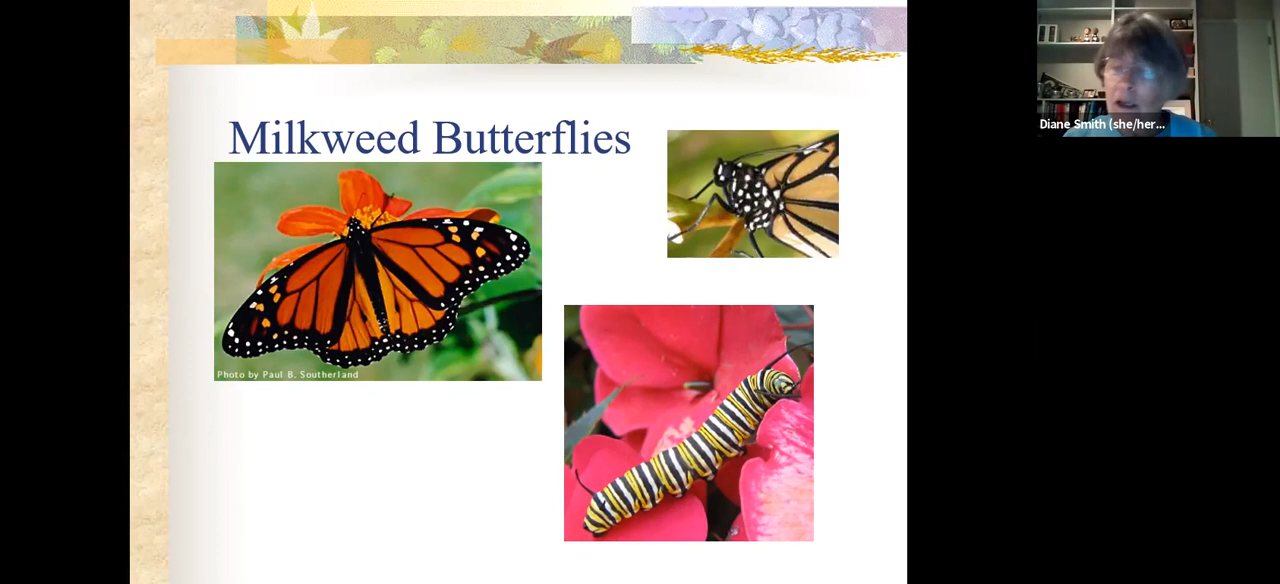 Milkweed Butterflies
Photo by Paul B. Southerland
Diane Smith (she/her...